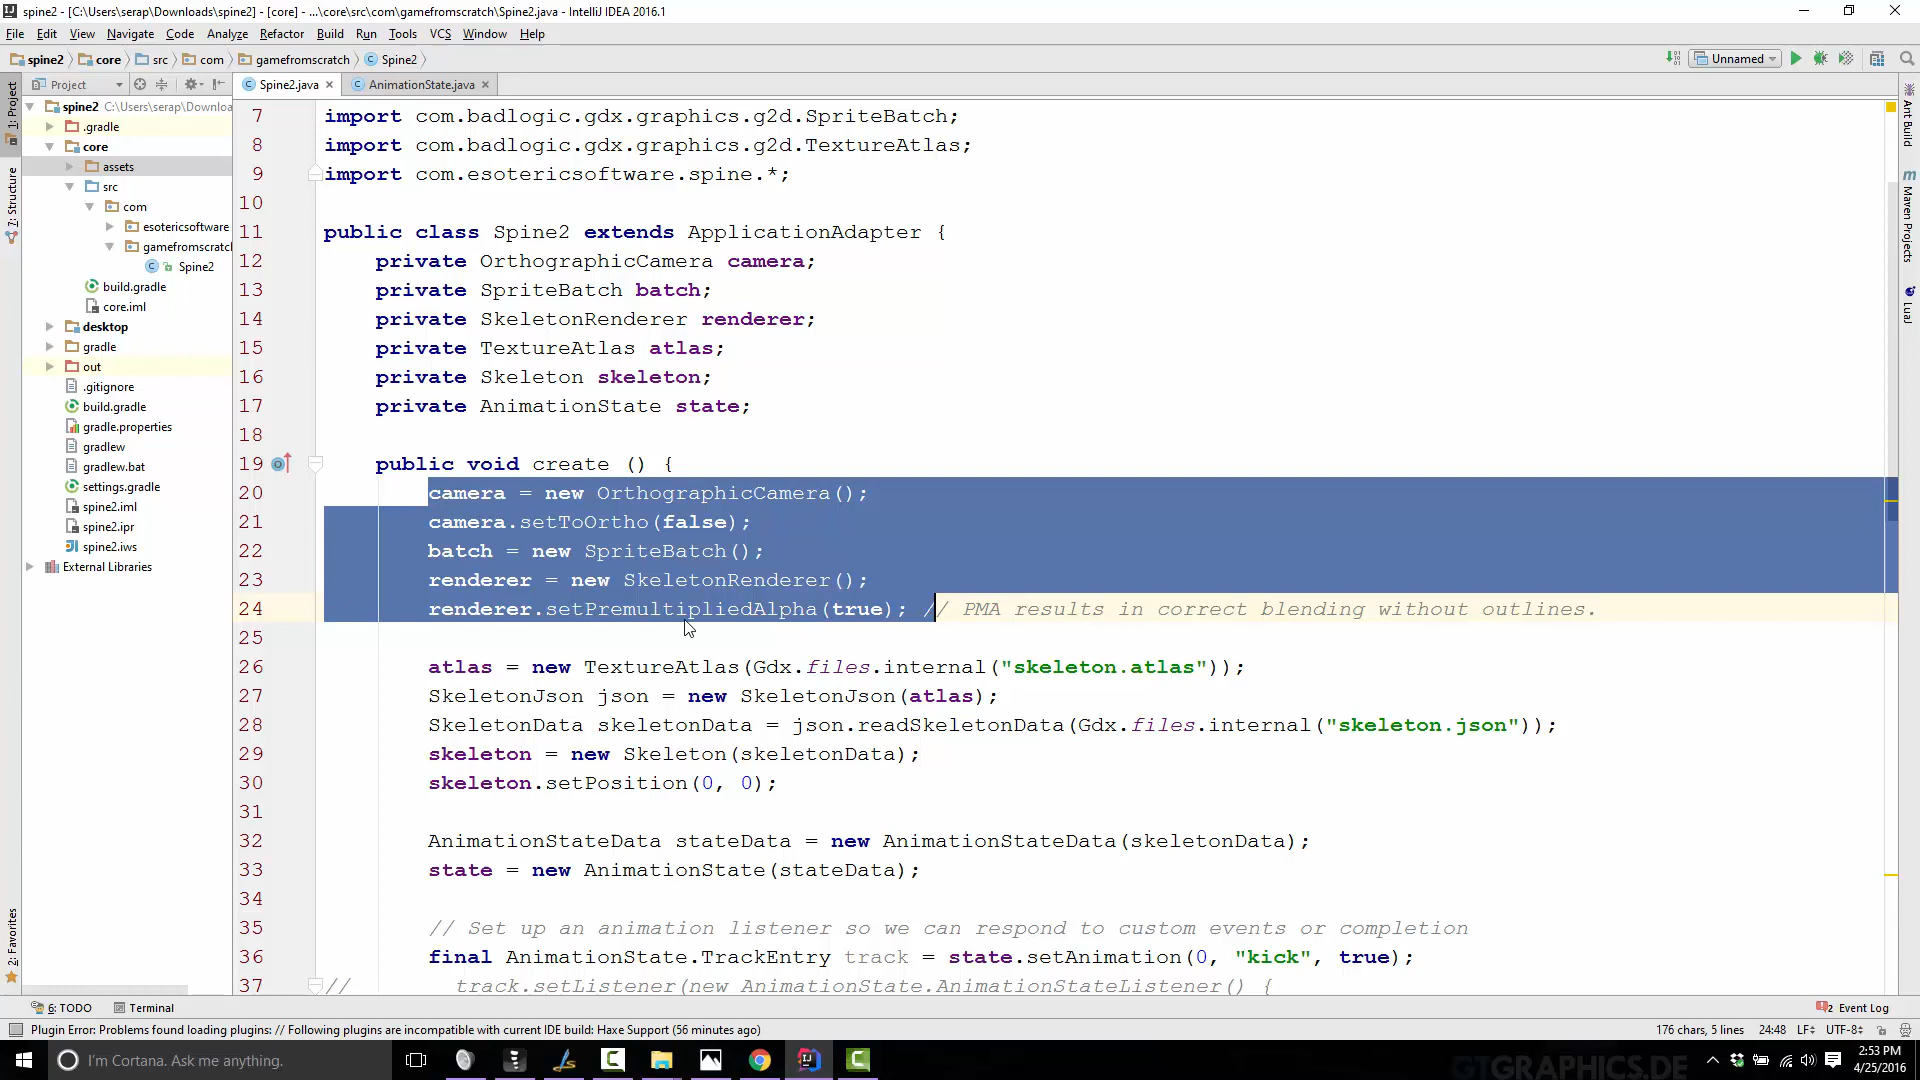 spine2 - [C:\Users\serap\Downloads\spine2] - [core] - ...\core\src\com\gamefromscratch\Spine2.java - IntelliJ IDEA 2016.1
File Edit View Navigate Code Analyze Refactor Build Run Tools VCS Window Help
spine2 core src com gamefromscratch Spine2
Unnamed
Project
Spine2.java
AnimationState.java
1: Project
7: Structure
2: Favorites
Ant Build
Maven Projects
LuaJ
spine2 C:\Users\serap\Downloa
.gradle
core
assets
src
com
esotericsoftware
gamefromscratch
Spine2
build.gradle
core.iml
desktop
gradle
out
.gitignore
build.gradle
gradle.properties
gradlew
gradlew.bat
settings.gradle
spine2.iml
spine2.ipr
spine2.iws
External Libraries
7 import com.badlogic.gdx.graphics.g2d.SpriteBatch;
8 import com.badlogic.gdx.graphics.g2d.TextureAtlas;
9 import com.esotericsoftware.spine.*;
10
11 public class Spine2 extends ApplicationAdapter {
12 private OrthographicCamera camera;
13 private SpriteBatch batch;
14 private SkeletonRenderer renderer;
15 private TextureAtlas atlas;
16 private Skeleton skeleton;
17 private AnimationState state;
18
19 public void create () {
20 camera = new OrthographicCamera();
21 camera.setToOrtho(false);
22 batch = new SpriteBatch();
23 renderer = new SkeletonRenderer();
24 renderer.setPremultipliedAlpha(true); // PMA results in correct blending without outlines.
25
26 atlas = new TextureAtlas(Gdx.files.internal("skeleton.atlas"));
27 SkeletonJson json = new SkeletonJson(atlas);
28 SkeletonData skeletonData = json.readSkeletonData(Gdx.files.internal("skeleton.json"));
29 skeleton = new Skeleton(skeletonData);
30 skeleton.setPosition(0, 0);
31
32 AnimationStateData stateData = new AnimationStateData(skeletonData);
33 state = new AnimationState(stateData);
34
35 // Set up an animation listener so we can respond to custom events or completion
36 final AnimationState.TrackEntry track = state.setAnimation(0, "kick", true);
37 // track.setListener(new AnimationState.AnimationStateListener() {
6: TODO Terminal
2 Event Log
Plugin Error: Problems found loading plugins: // Following plugins are incompatible with current IDE build: Haxe Support (56 minutes ago)
176 chars, 5 lines 24:48 LF UTF-8
I'm Cortana. Ask me anything.
GTGRAPHICS.DE
2:53 PM
4/25/2016